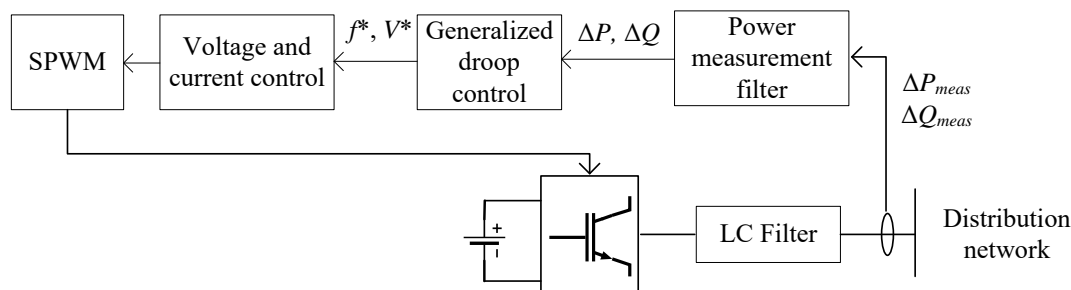 SPWM
Voltage and
current control
f*, V*
Generalized
droop
control
ΔP, ΔQ
Power
measurement
filter
ΔPmeas
ΔQmeas
+
-
LC Filter
Distribution
network